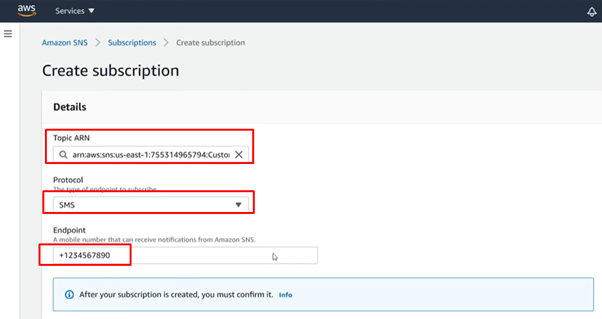 aws
Services
Amazon SNS > Subscriptions > Create subscription
Create subscription
Details
Topic ARN
arn:aws:sns:us-east-1:755314965794:Custo
Protocol
The type of endpoint to subscribe
SMS
Endpoint
A mobile number that can receive notifications from Amazon SNS.
+1234567890
After your subscription is created, you must confirm it. Info